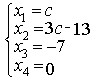 x₁ = c
x₂ = 3c - 13
x₃ = -7
x₄ = 0